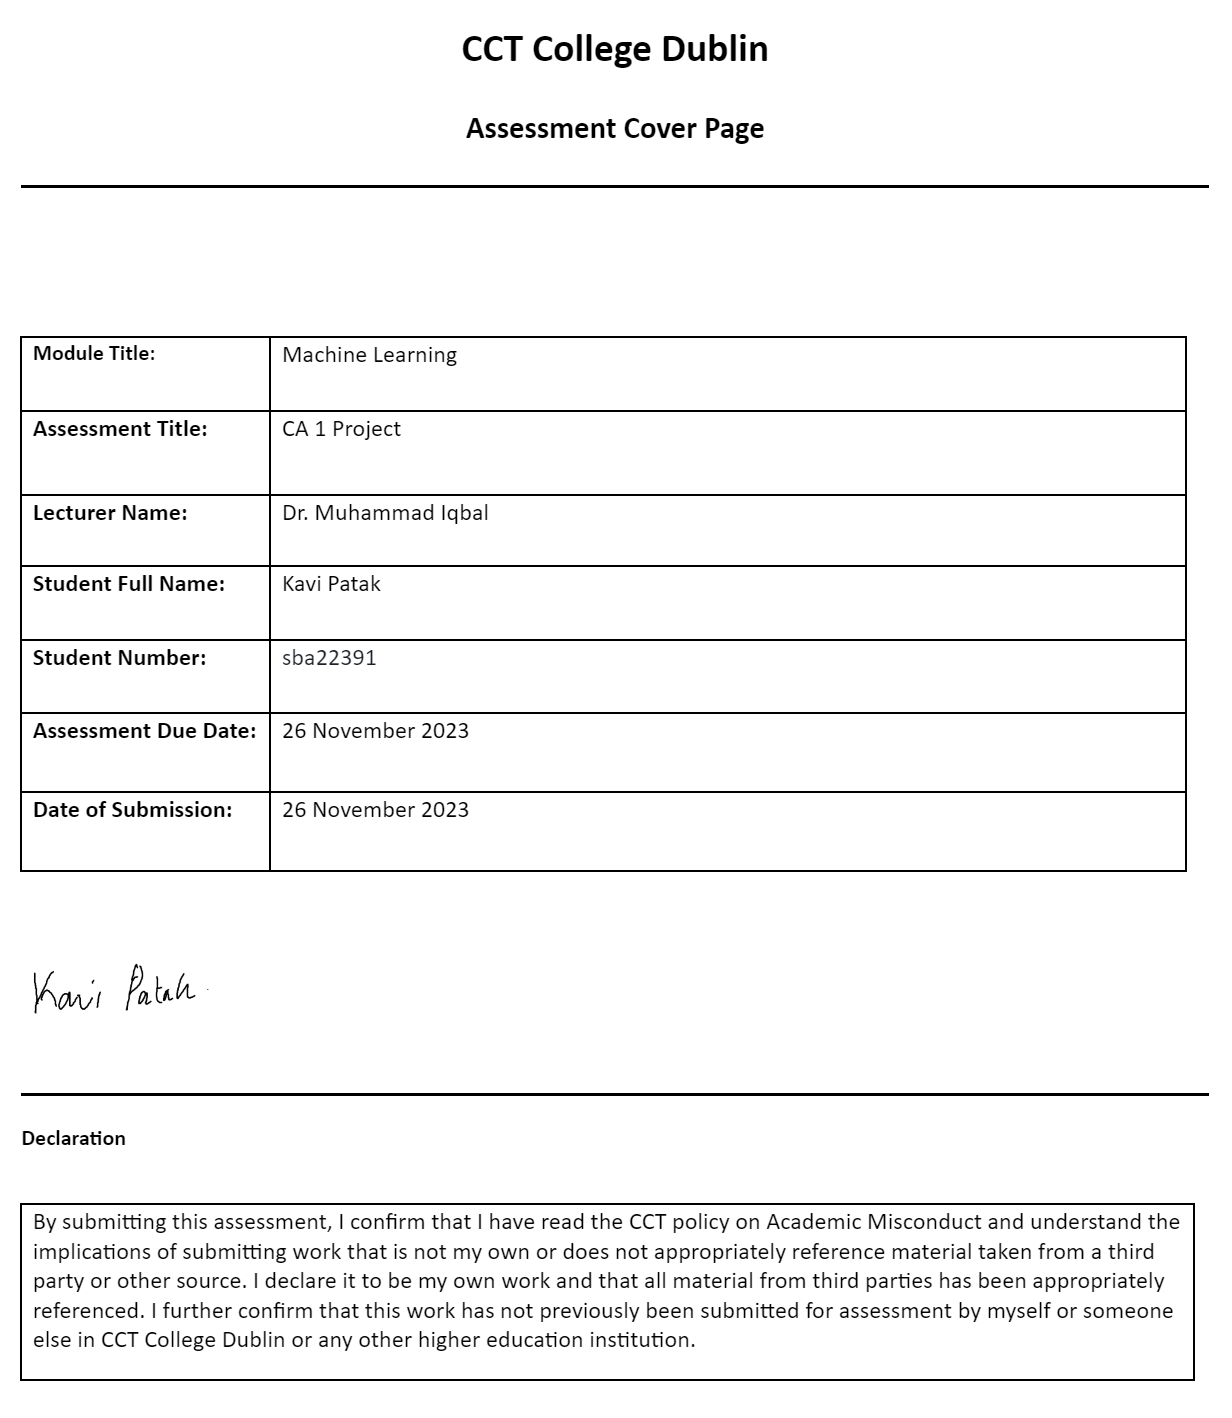 CCT College Dublin
Assessment Cover Page
Module Title: Machine Learning
Assessment Title: CA 1 Project
Lecturer Name: Dr. Muhammad Iqbal
Student Full Name: Kavi Patak
Student Number: sba22391
Assessment Due Date: 26 November 2023
Date of Submission: 26 November 2023
Kavi Patak
Declaration
By submitting this assessment, I confirm that I have read the CCT policy on Academic Misconduct and understand the
implications of submitting work that is not my own or does not appropriately reference material taken from a third
party or other source. I declare it to be my own work and that all material from third parties has been appropriately
referenced. I further confirm that this work has not previously been submitted for assessment by myself or someone
else in CCT College Dublin or any other higher education institution.